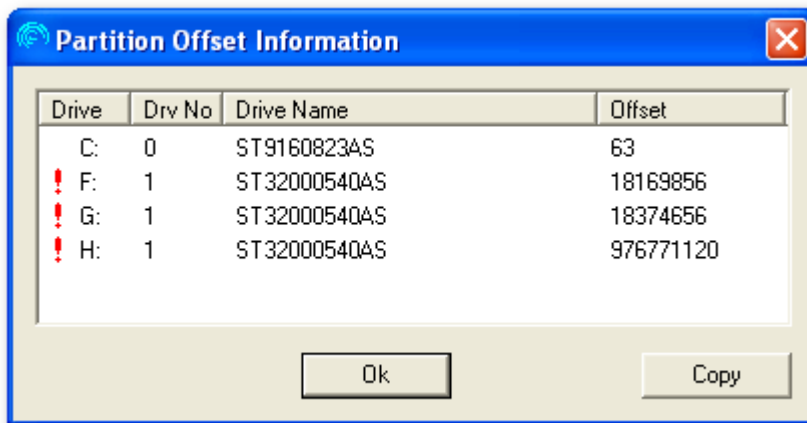 Partition Offset Information
Drive Drv No Drive Name Offset
C: 0 ST9160823AS 63
! F: 1 ST32000540AS 18169856
! G: 1 ST32000540AS 18374656
! H: 1 ST32000540AS 976771120
Ok Copy